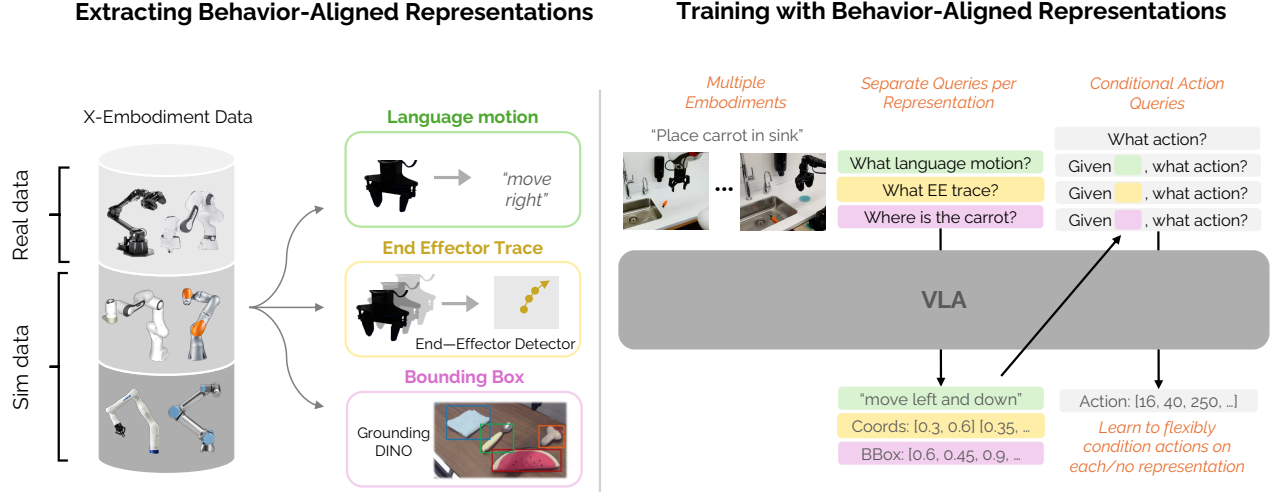 Extracting Behavior-Aligned Representations
X-Embodiment Data
Real data
Sim data
Language motion
“move
right”
End Effector Trace
End—Effector Detector
Bounding Box
Grounding
DINO
Training with Behavior-Aligned Representations
Multiple
Embodiments
“Place carrot in sink”
Separate Queries per
Representation
What language motion?
What EE trace?
Where is the carrot?
Conditional Action
Queries
What action?
Given , what action?
Given , what action?
Given , what action?
VLA
“move left and down”
Coords: [0.3, 0.6] [0.35, …
BBox: [0.6, 0.45, 0.9, …
Action: [16, 40, 250, …]
Learn to flexibly
condition actions on
each/no representation